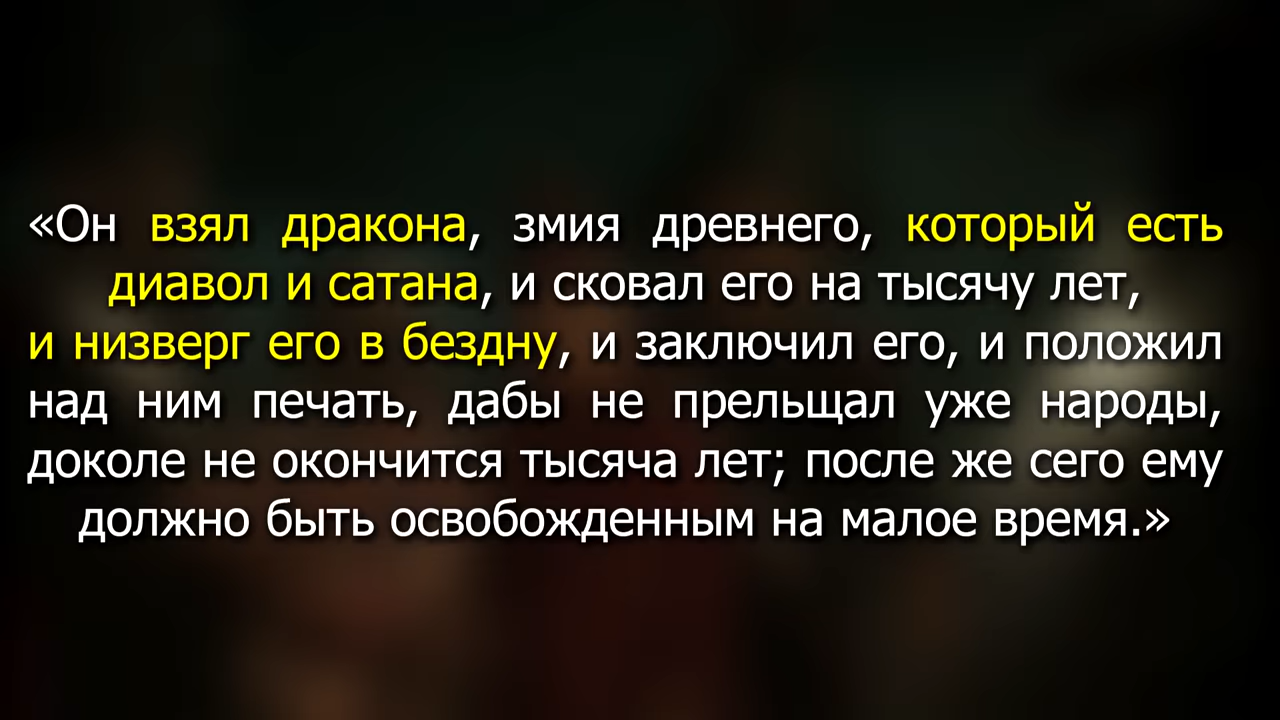 «Он взял дракона, змия древнего, который есть
диавол и сатана, и сковал его на тысячу лет,
и низверг его в бездну, и заключил его, и положил
над ним печать, дабы не прельщал уже народы,
доколе не окончится тысяча лет; после же сего ему
должно быть освобожденным на малое время.»